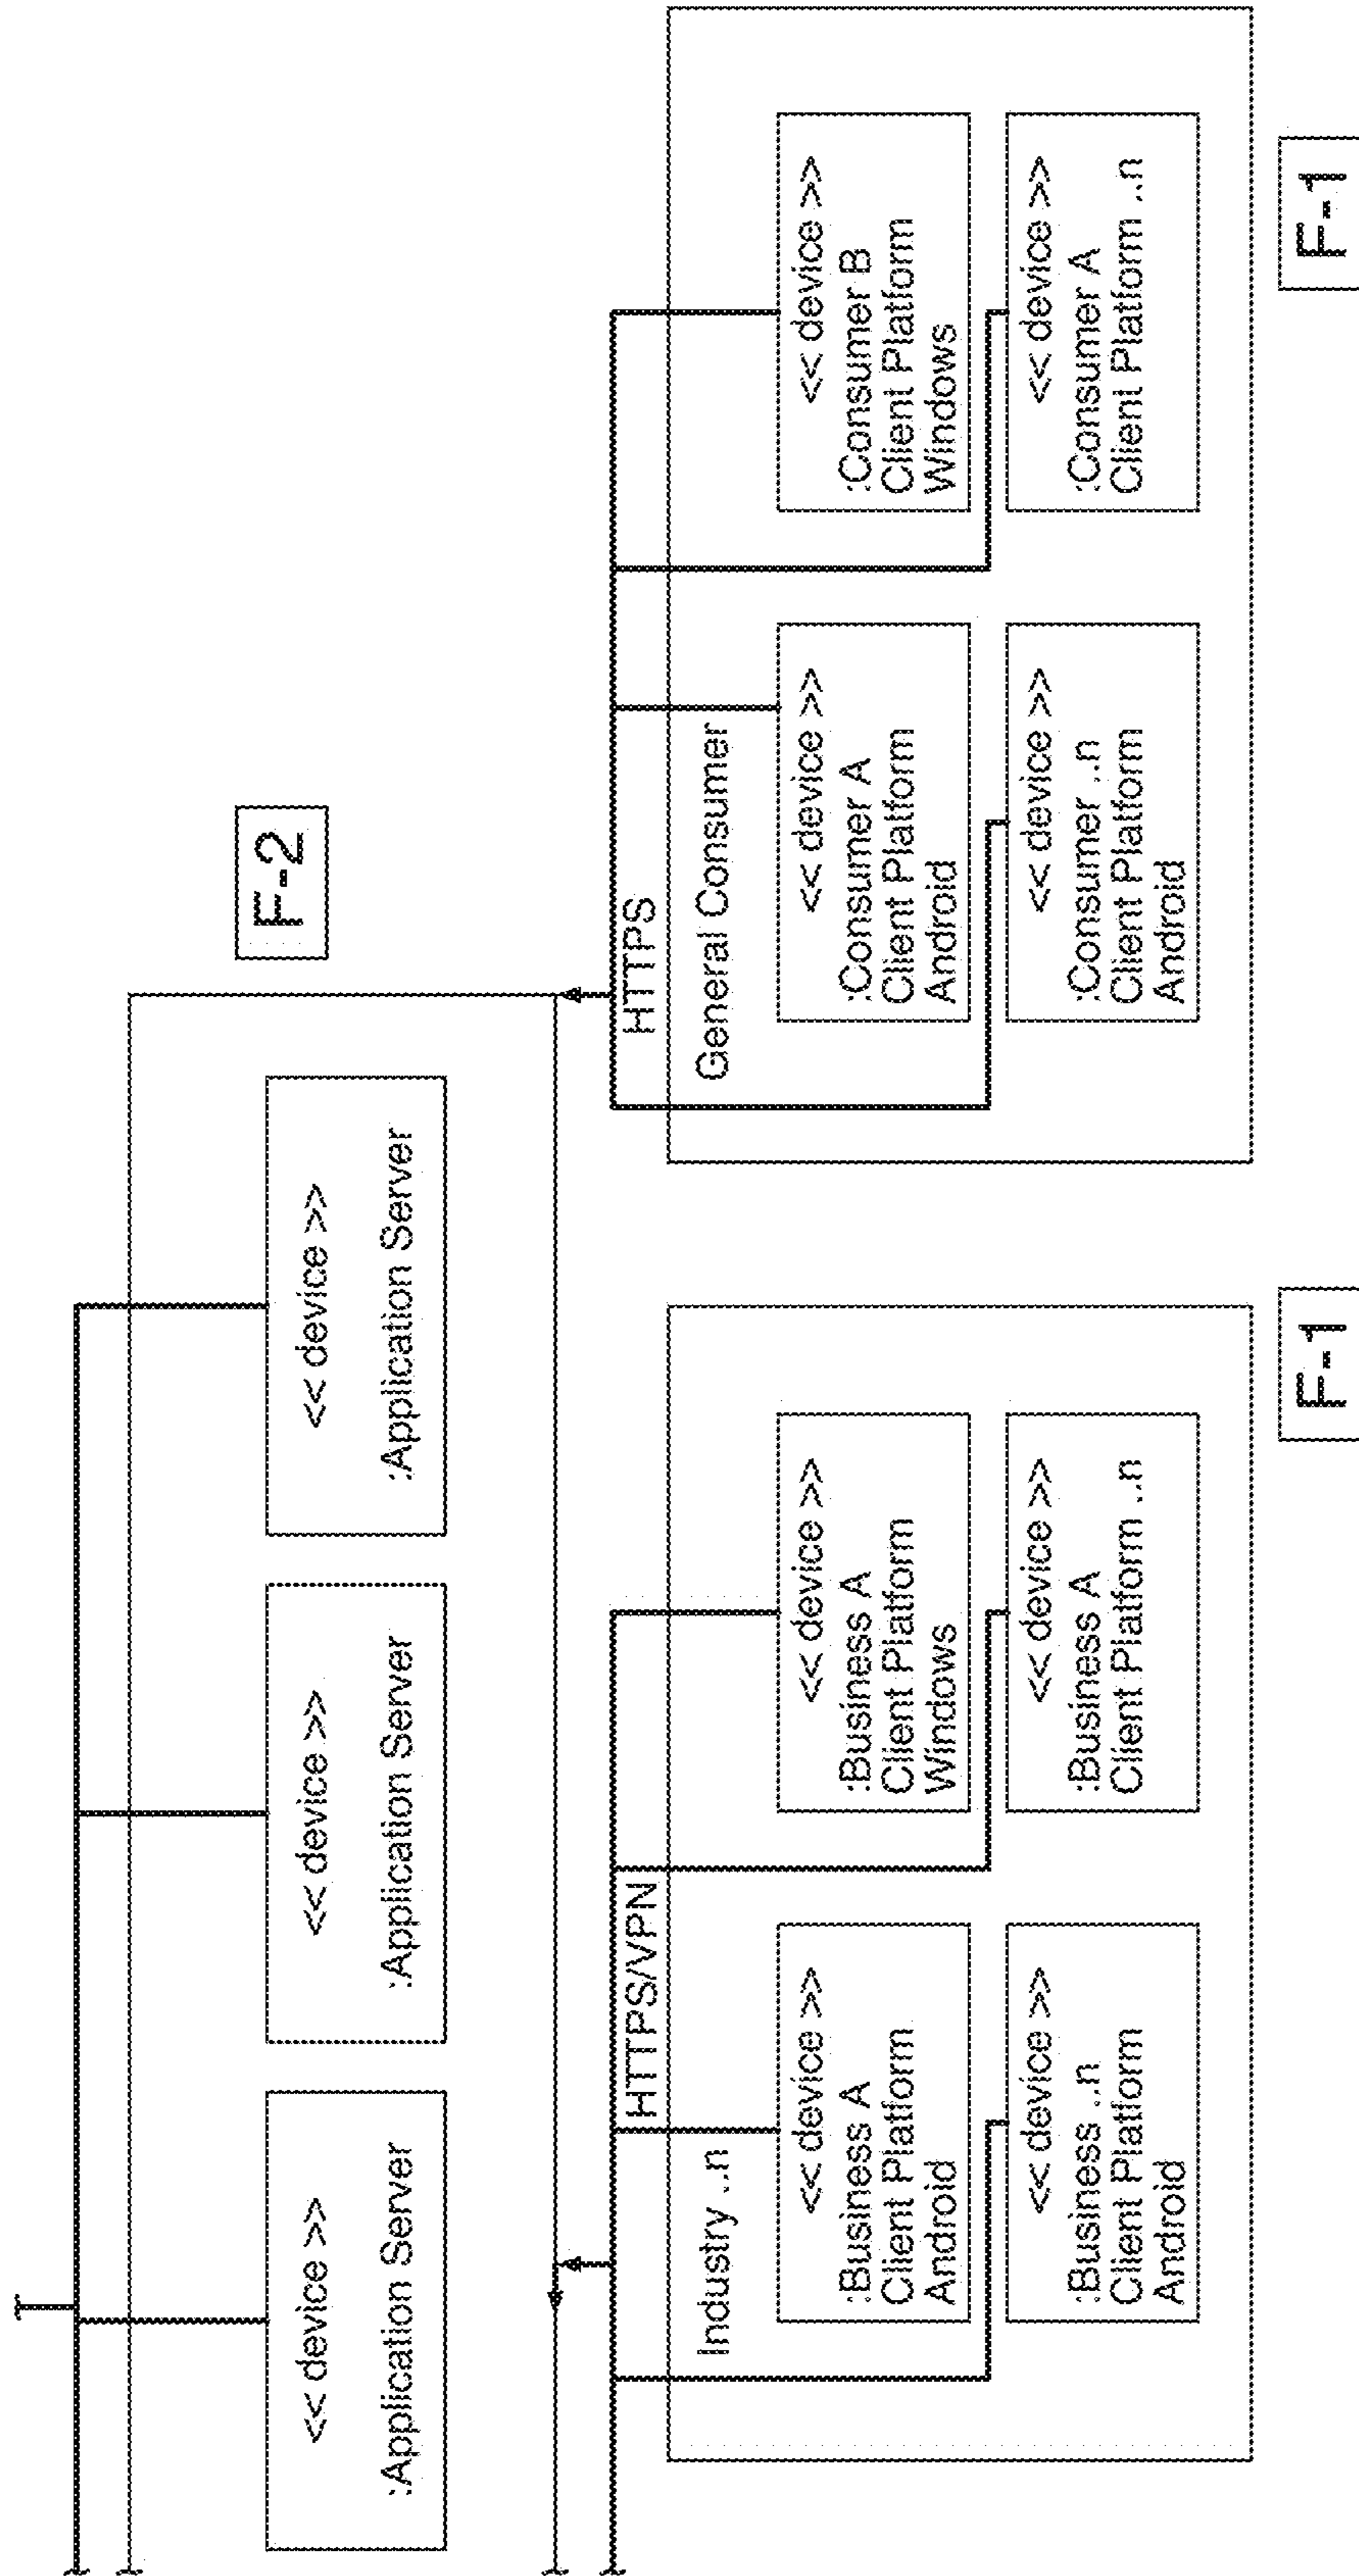 F-2
<< device >>
:Application Server
<< device >>
:Application Server
<< device >>
:Application Server
HTTPS/VPN
Industry ..n
<< device >>
:Business A
Client Platform
Android
<< device >>
:Business A
Client Platform
Windows
<< device >>
:Business ..n
Client Platform
Android
<< device >>
:Business A
Client Platform ..n
F-1
HTTPS
General Consumer
<< device >>
:Consumer A
Client Platform
Android
<< device >>
:Consumer B
Client Platform
Windows
<< device >>
:Consumer ..n
Client Platform
Android
<< device >>
:Consumer A
Client Platform ..n
F-1